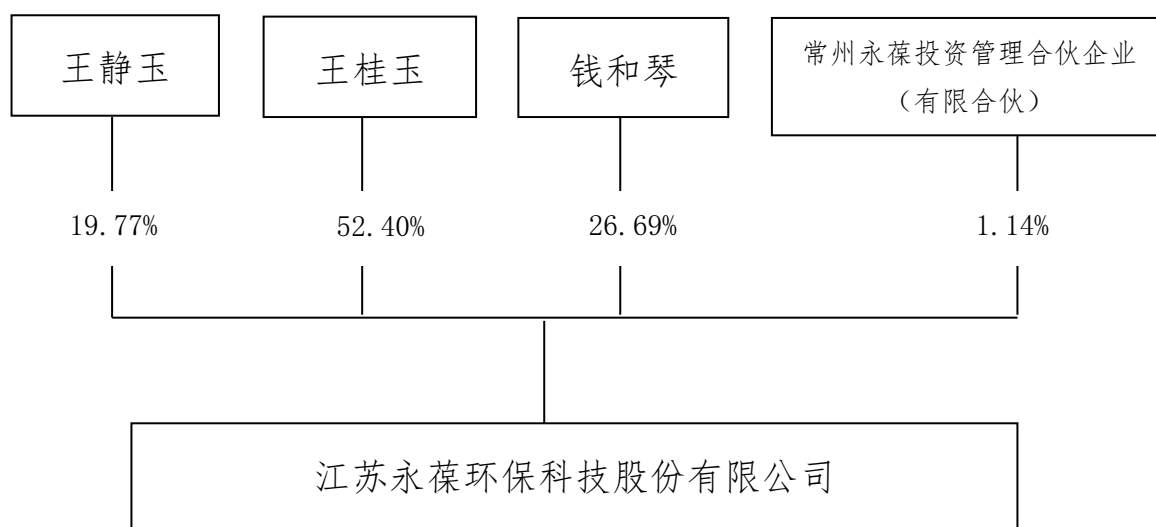 王静玉
王桂玉
钱和琴
常州永葆投资管理合伙企业
（有限合伙）
19.77%
52.40%
26.69%
1.14%
江苏永葆环保科技股份有限公司